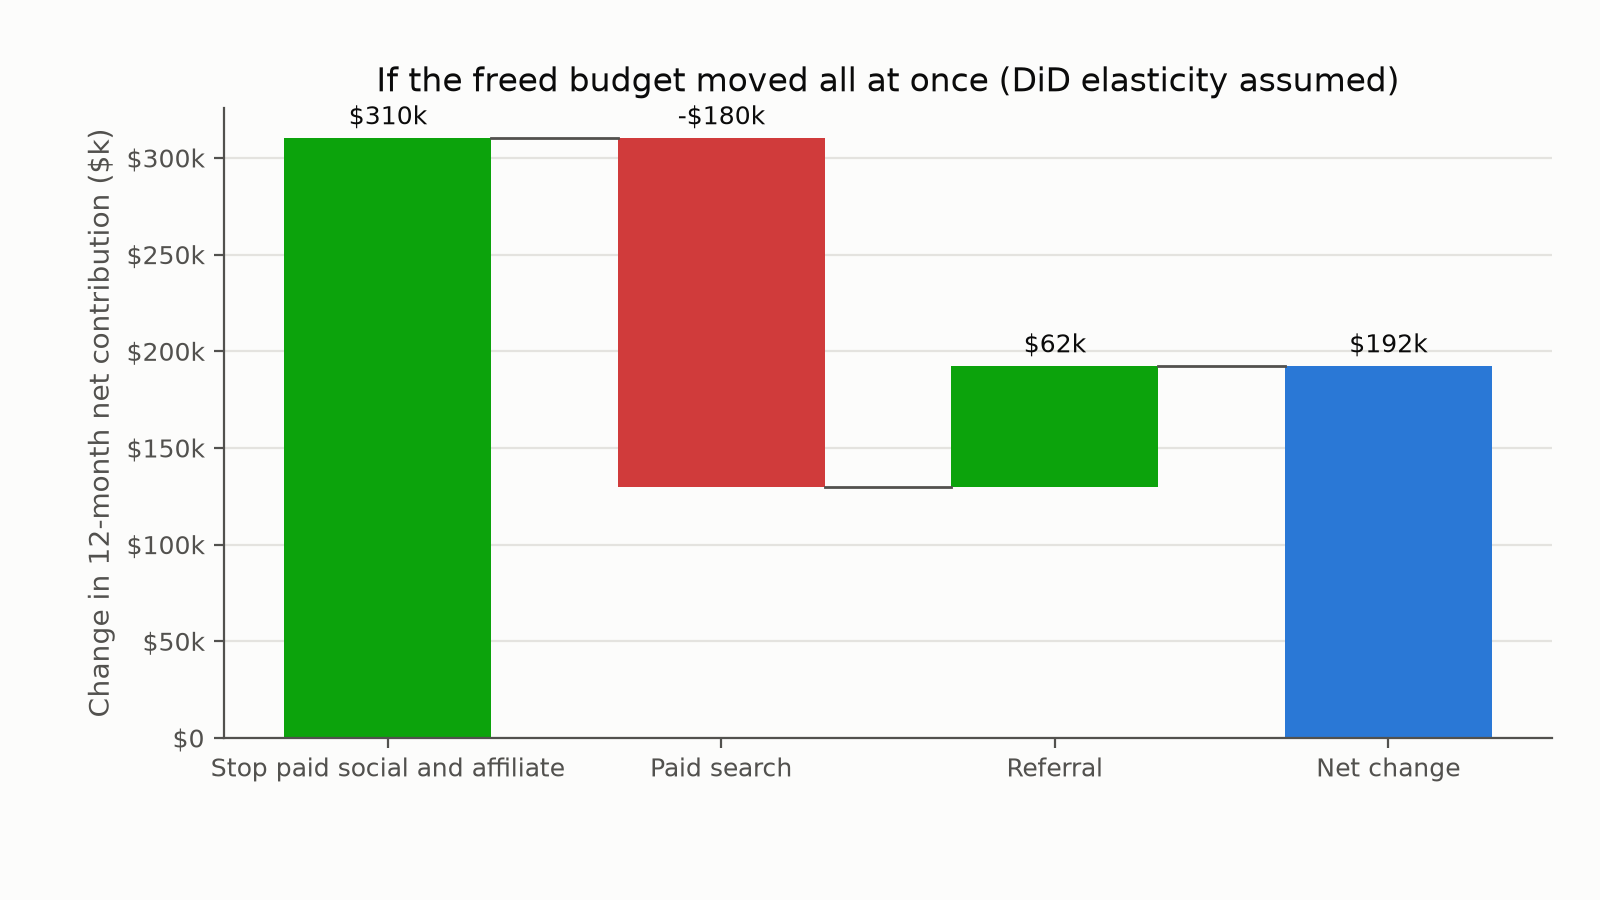 If the freed budget moved all at once (DiD elasticity assumed)
Change in 12-month net contribution ($k)
$300k
$250k
$200k
$150k
$100k
$50k
$0
$310k
-$180k
$62k
$192k
Stop paid social and affiliate
Paid search
Referral
Net change